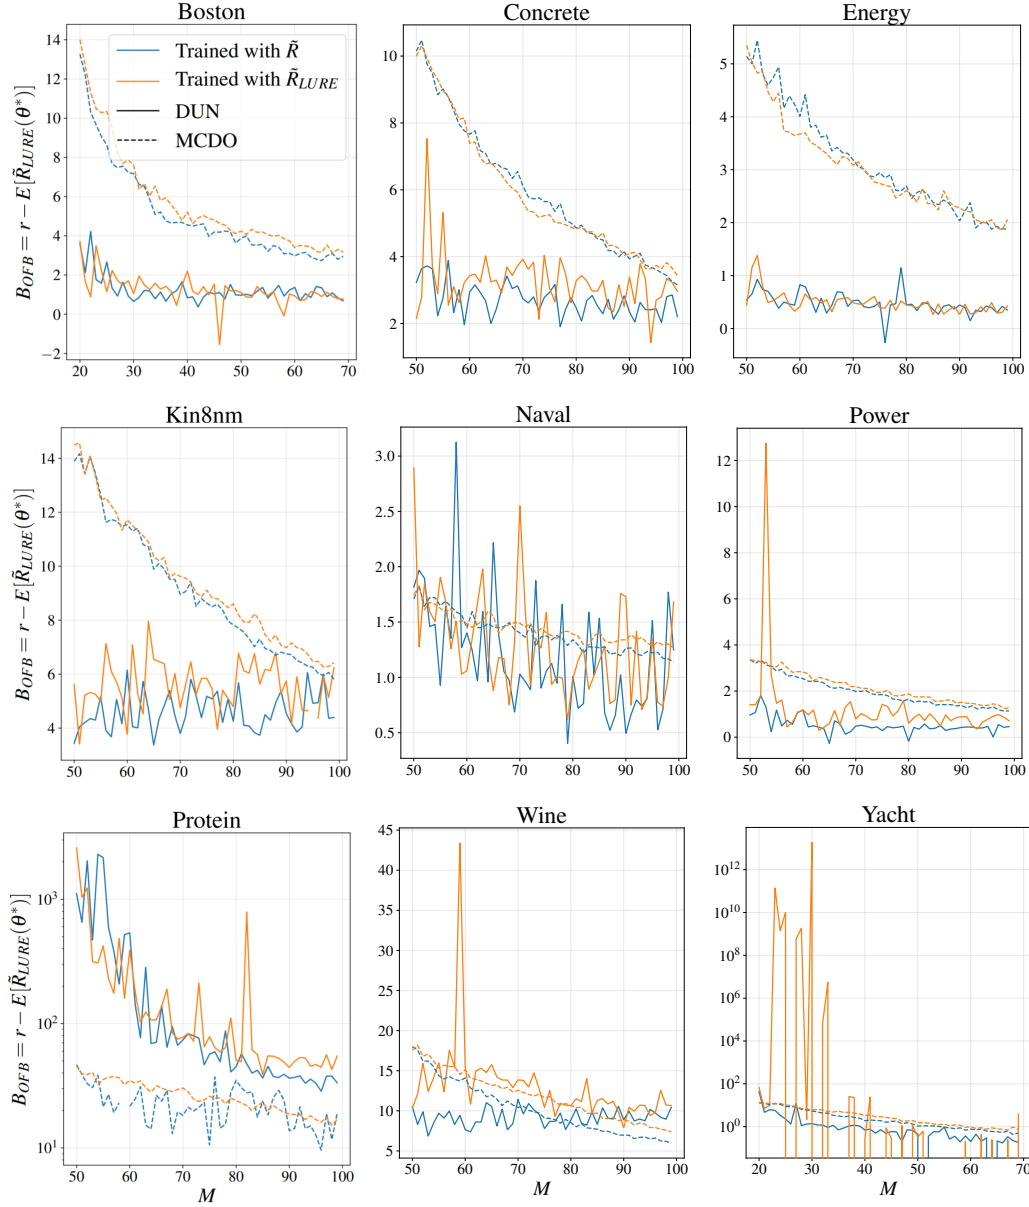 Boston
Concrete
Energy
Trained with R̃
Trained with R̃_LURE
DUN
MCDO
B_OFB = r − E[R̃_LURE(θ*)]
14
12
10
8
6
4
2
0
−2
20 30 40 50 60 70
10
8
6
4
2
50 60 70 80 90 100
5
4
3
2
1
0
50 60 70 80 90 100
Kin8nm
Naval
Power
B_OFB = r − E[R̃_LURE(θ*)]
14
12
10
8
6
4
50 60 70 80 90 100
3.0
2.5
2.0
1.5
1.0
0.5
50 60 70 80 90 100
12
10
8
6
4
2
0
50 60 70 80 90 100
Protein
Wine
Yacht
B_OFB = r − E[R̃_LURE(θ*)]
10³
10²
10¹
50 60 70 80 90 100
M
45
40
35
30
25
20
15
10
5
50 60 70 80 90 100
M
10¹²
10¹⁰
10⁸
10⁶
10⁴
10²
10⁰
20 30 40 50 60 70
M